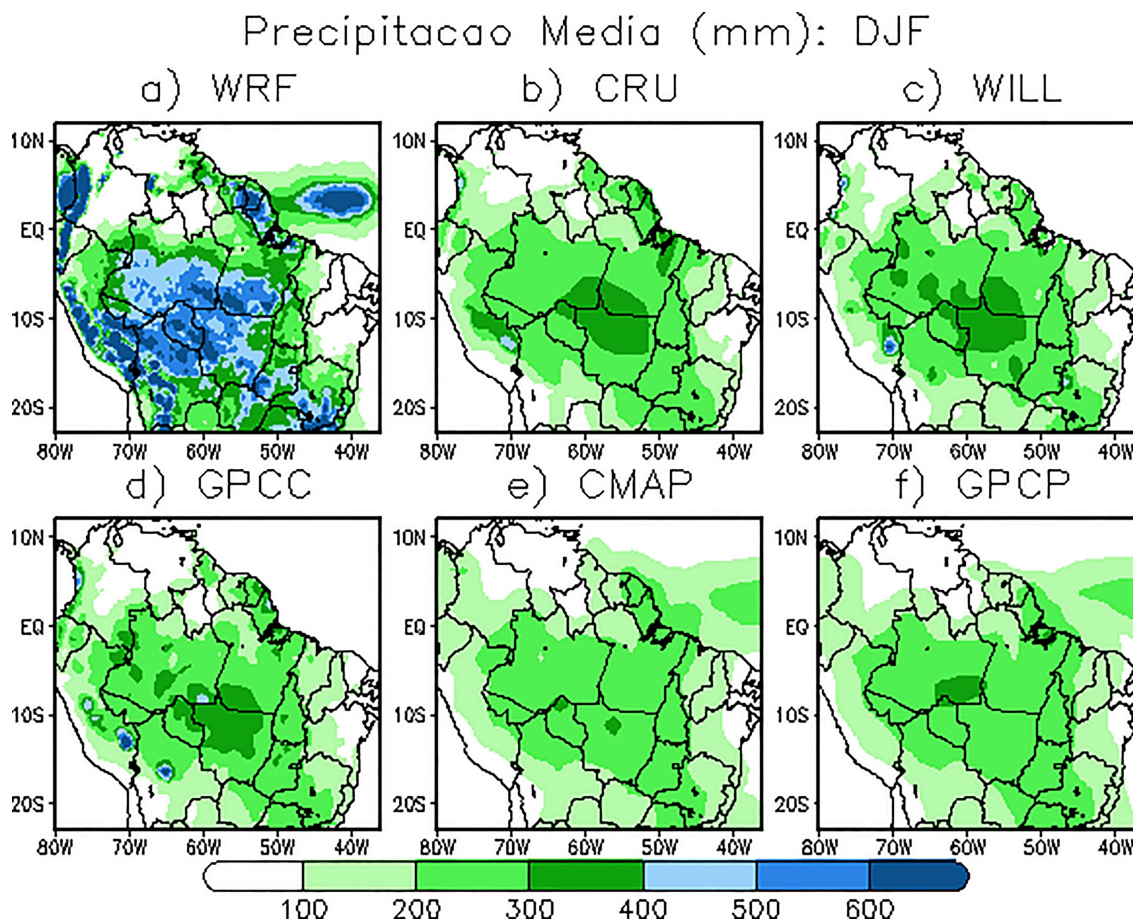 Precipitacao Media (mm): DJF
a) WRF
b) CRU
c) WILL
10N
EQ
10S
20S
80W 70W 60W 50W 40W
10N
EQ
10S
20S
80W 70W 60W 50W 40W
10N
EQ
10S
20S
80W 70W 60W 50W 40W
d) GPCC
e) CMAP
f) GPCP
10N
EQ
10S
20S
80W 70W 60W 50W 40W
10N
EQ
10S
20S
80W 70W 60W 50W 40W
10N
EQ
10S
20S
80W 70W 60W 50W 40W
100 200 300 400 500 600